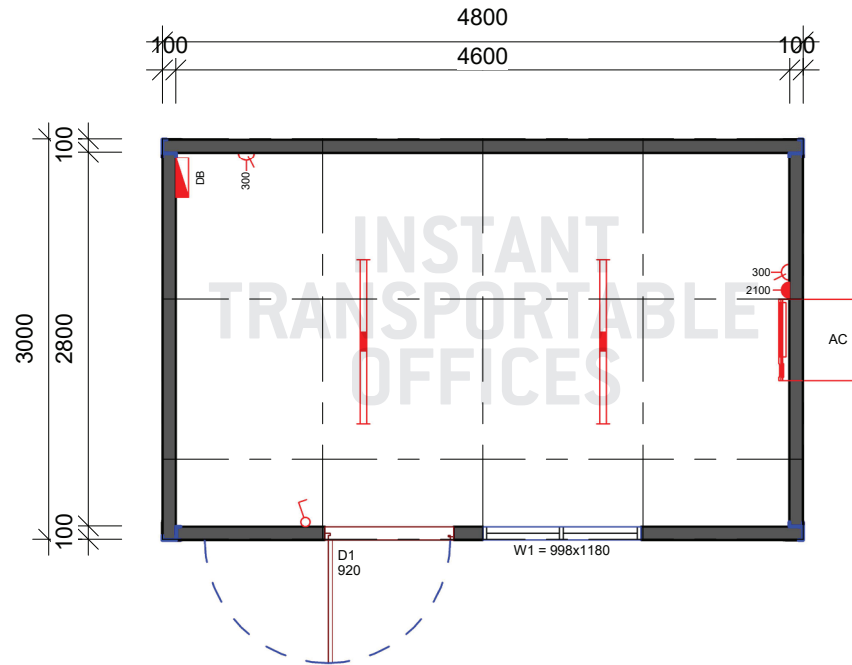 4800
100
4600
100
3000
100
2800
100
DB
300
INSTANT
TRANSPORTABLE
OFFICES
300
2100
AC
D1
920
W1 = 998x1180